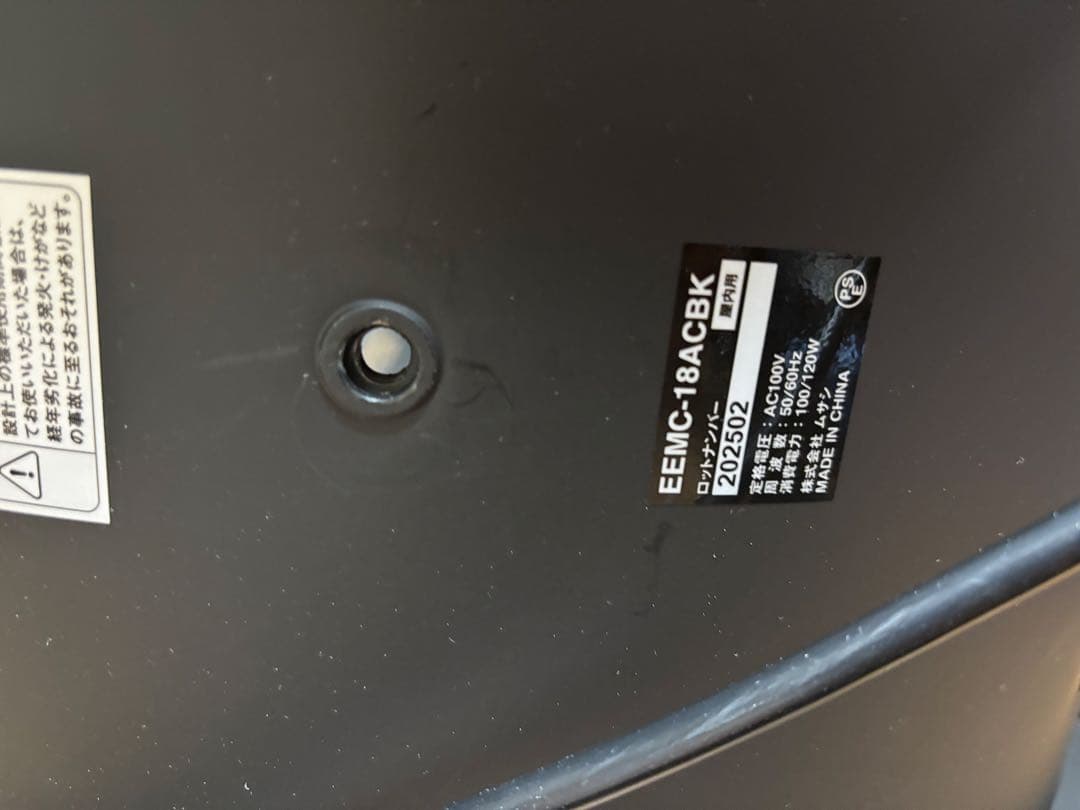 設計上の標準使用期間
てお使いいただいた場合は、
経年劣化による発火・けがなど
の事故に至るおそれがあります。
EEMC-18ACBK
ロットナンバー
屋内用
202502
定格電圧：AC100V
周波数：50/60Hz
消費電力：100/120W
株式会社 ムサシ
MADE IN CHINA
PSE